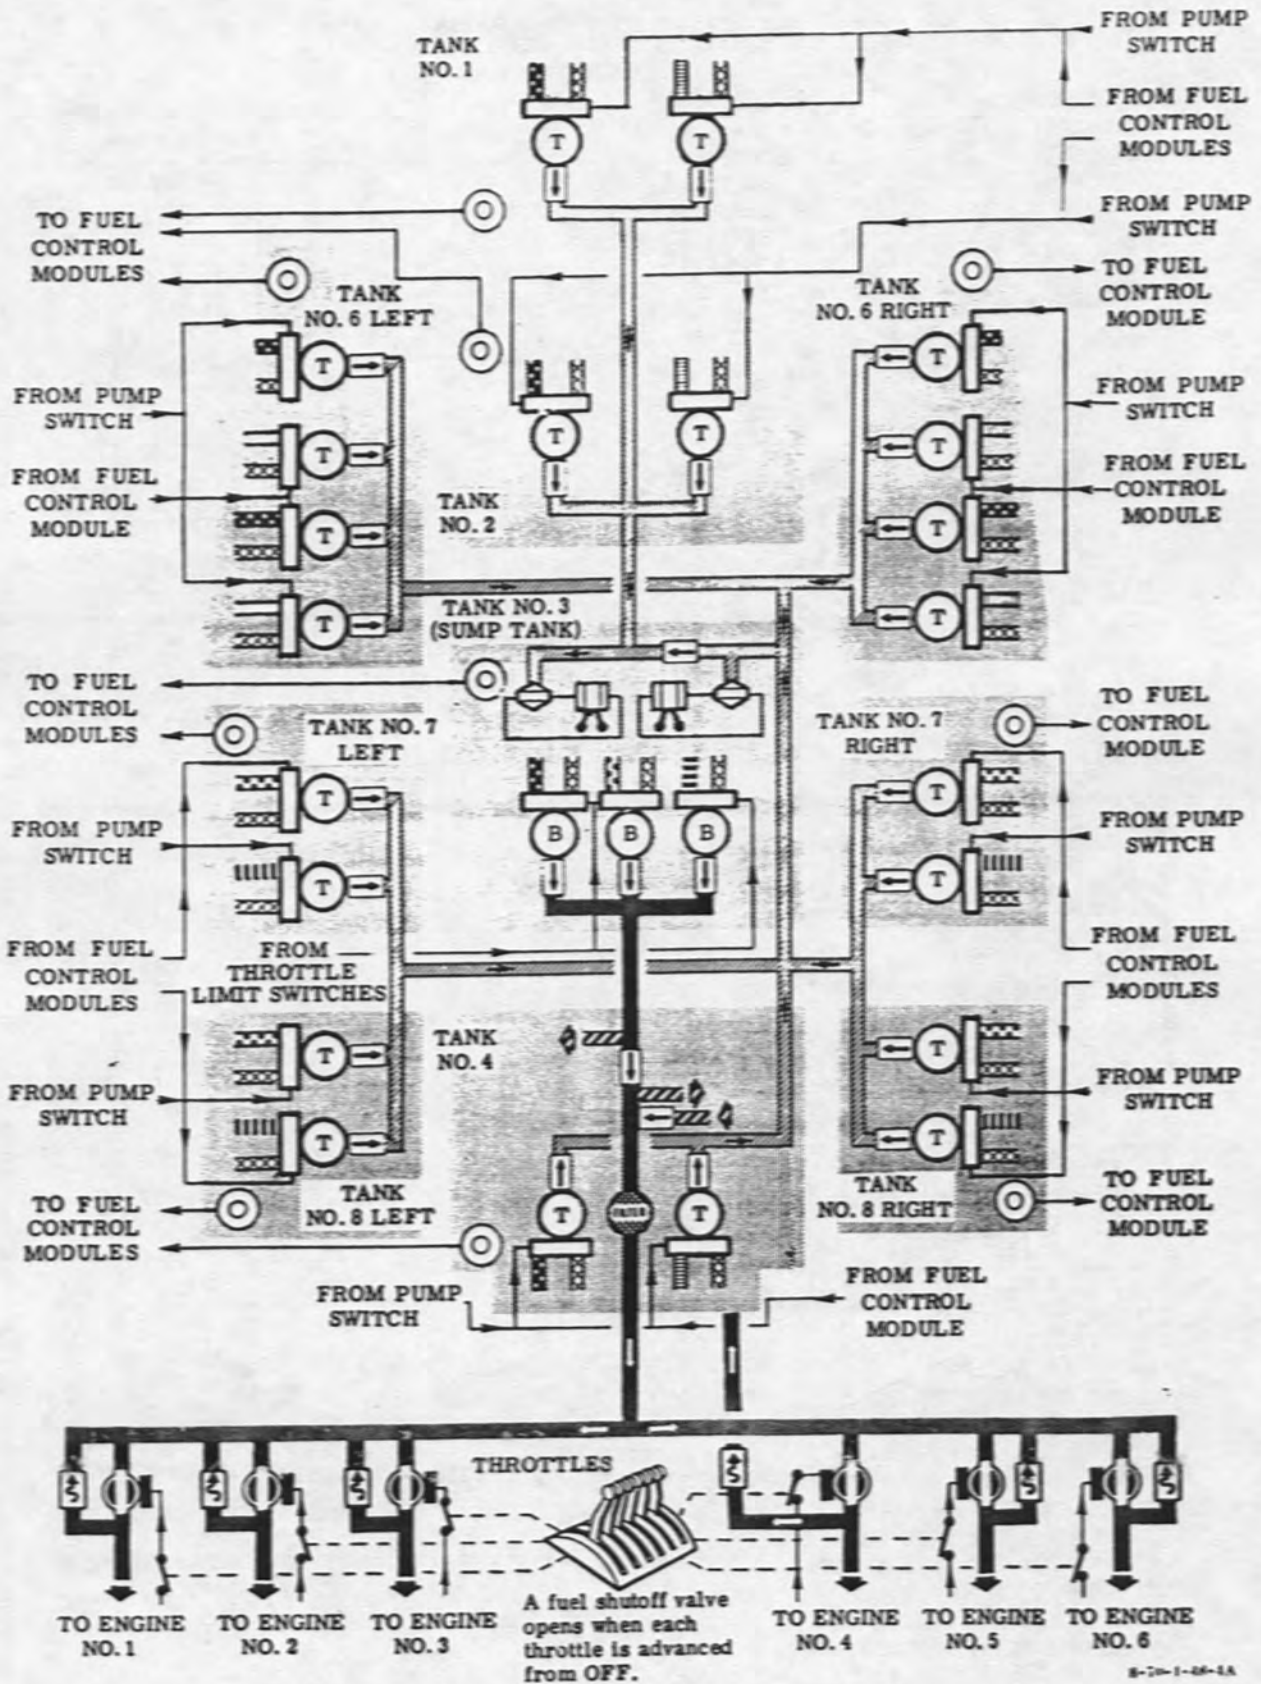 TANK
NO. 1
FROM PUMP
SWITCH
FROM FUEL
CONTROL
MODULES
T
T
TO FUEL
CONTROL
MODULES
FROM PUMP
SWITCH
TANK
NO. 6 LEFT
TANK
NO. 6 RIGHT
TO FUEL
CONTROL
MODULE
T
T
FROM PUMP
SWITCH
FROM PUMP
SWITCH
T
T
T
T
FROM FUEL
CONTROL
MODULE
FROM FUEL
CONTROL
MODULE
TANK
NO. 2
T
T
T
T
TANK NO. 3
(SUMP TANK)
TO FUEL
CONTROL
MODULES
TO FUEL
CONTROL
MODULE
TANK NO. 7
LEFT
TANK NO. 7
RIGHT
T
T
FROM PUMP
SWITCH
B
B
B
FROM PUMP
SWITCH
T
T
FROM FUEL
CONTROL
MODULES
FROM
THROTTLE
LIMIT SWITCHES
FROM FUEL
CONTROL
MODULES
TANK
NO. 4
T
T
FROM PUMP
SWITCH
FROM PUMP
SWITCH
T
T
TANK
NO. 8 LEFT
TANK
NO. 8 RIGHT
TO FUEL
CONTROL
MODULES
T
FILTER
T
TO FUEL
CONTROL
MODULE
FROM PUMP
SWITCH
FROM FUEL
CONTROL
MODULE
THROTTLES
TO ENGINE
NO. 1
TO ENGINE
NO. 2
TO ENGINE
NO. 3
A fuel shutoff valve
opens when each
throttle is advanced
from OFF.
TO ENGINE
NO. 4
TO ENGINE
NO. 5
TO ENGINE
NO. 6